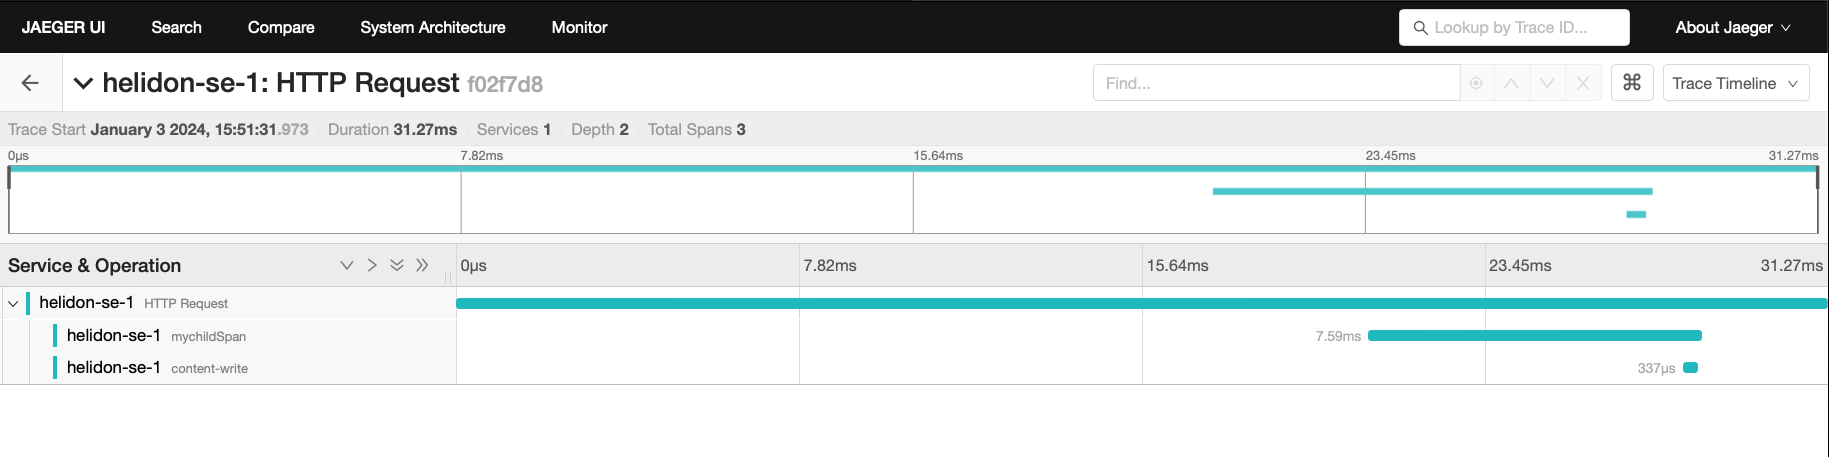 JAEGER UI Search Compare System Architecture Monitor Lookup by Trace ID... About Jaeger
helidon-se-1: HTTP Request f02f7d8 Find... ⌘ Trace Timeline
Trace Start January 3 2024, 15:51:31.973 Duration 31.27ms Services 1 Depth 2 Total Spans 3
0μs 7.82ms 15.64ms 23.45ms 31.27ms
Service & Operation 0μs 7.82ms 15.64ms 23.45ms 31.27ms
helidon-se-1 HTTP Request
helidon-se-1 mychildSpan 7.59ms
helidon-se-1 content-write 337μs